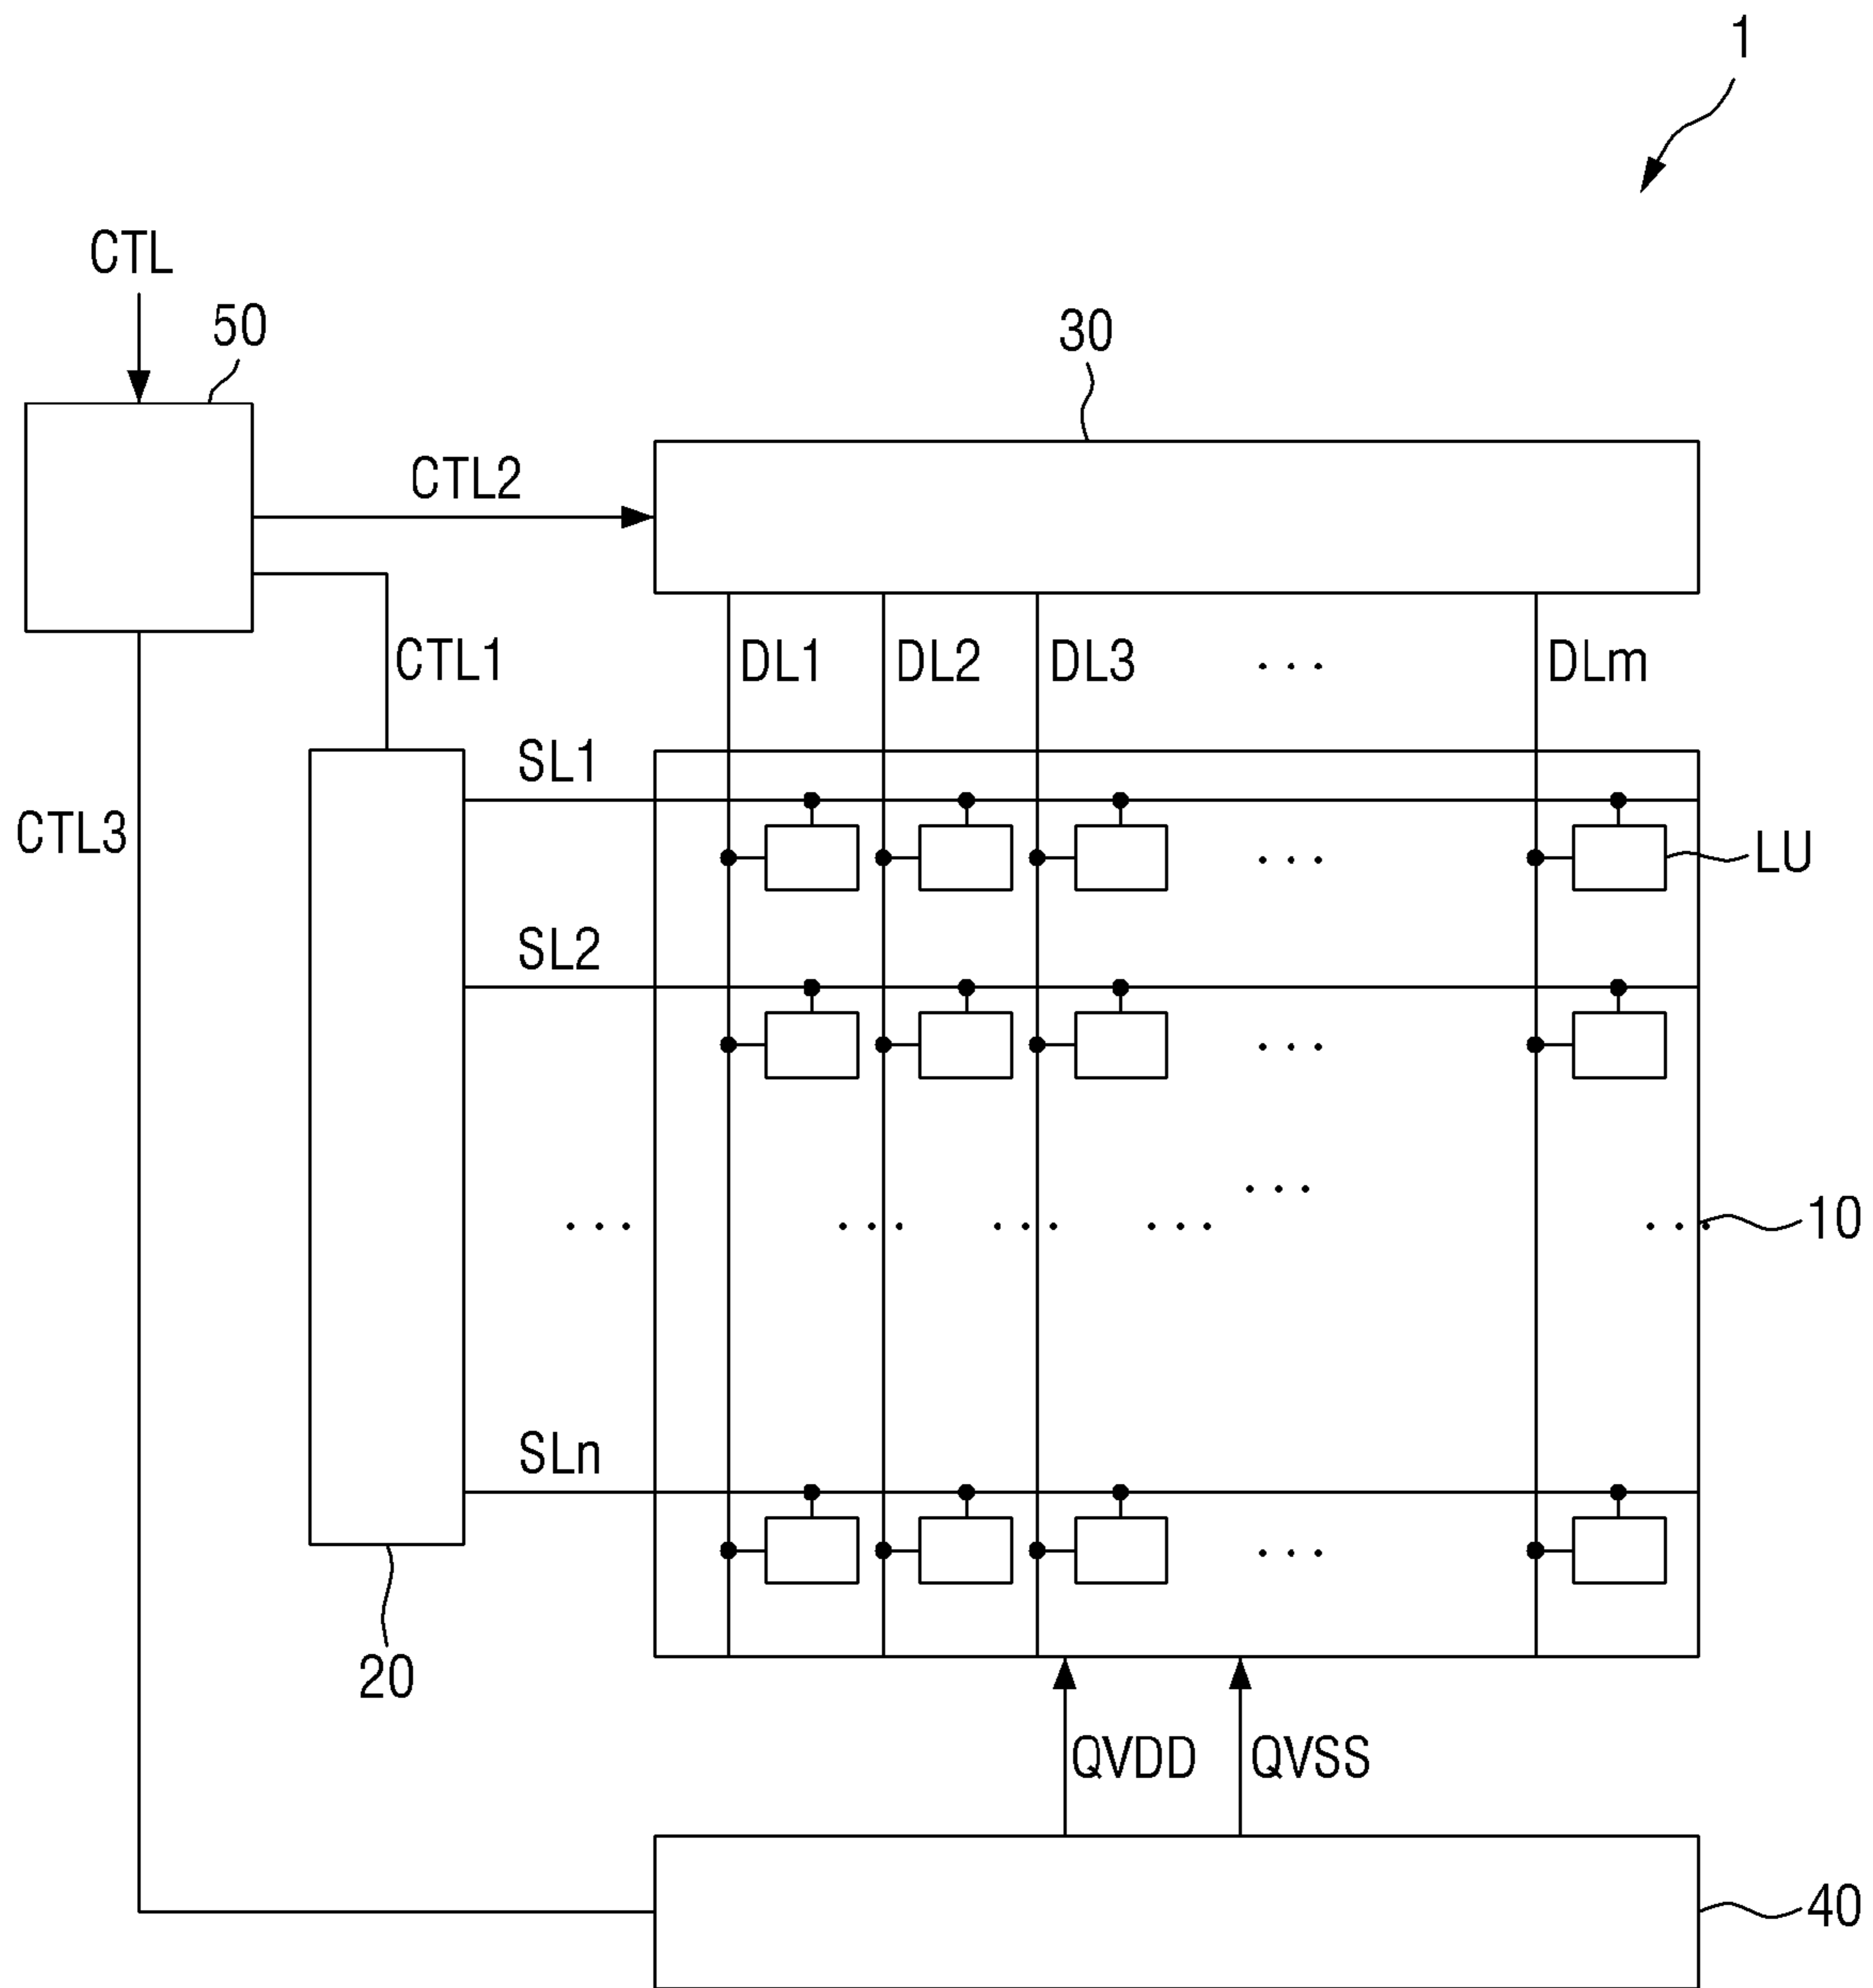 1
CTL
50
30
CTL2
CTL1
DL1
DL2
DL3
...
DLm
SL1
CTL3
...
LU
SL2
...
...
... ... ... ... ...
10
SLn
...
20
QVDD
QVSS
40